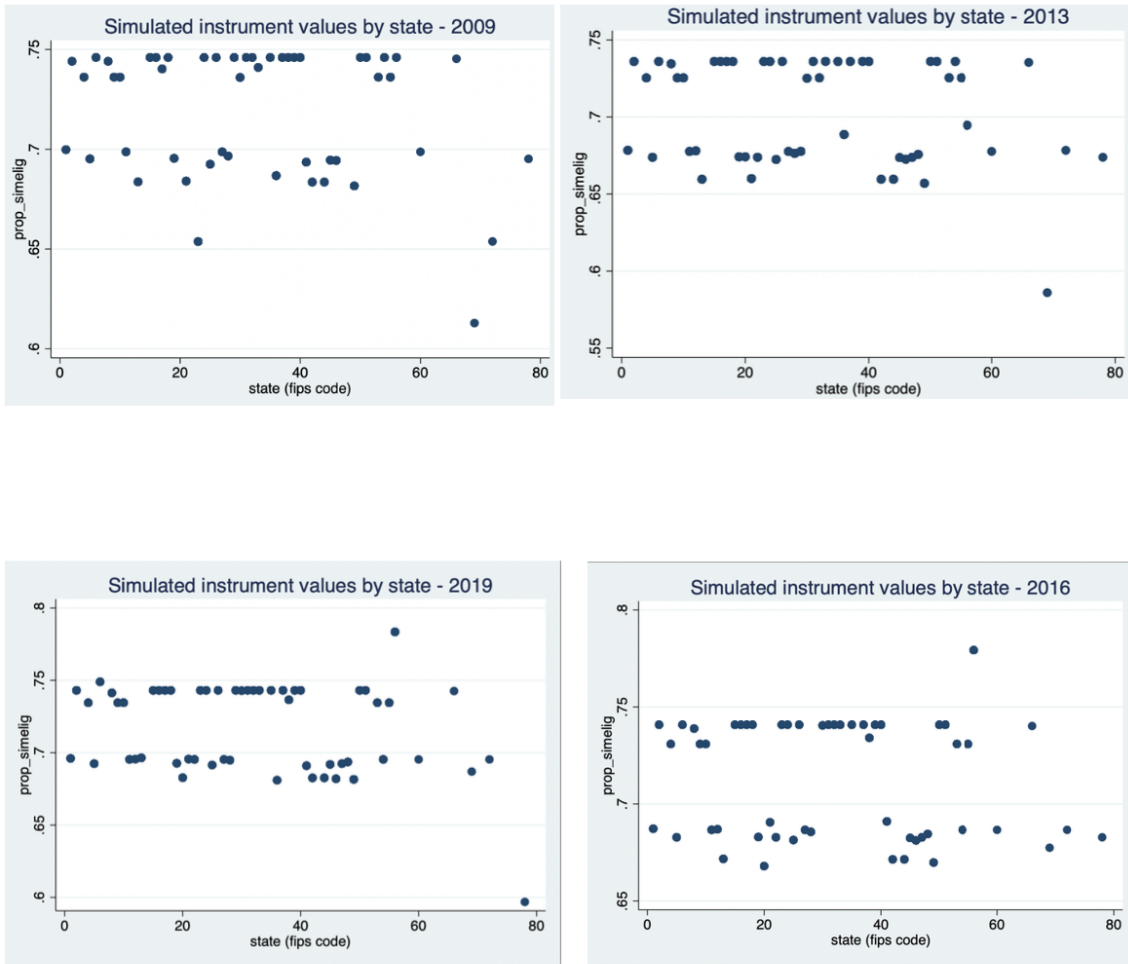 Simulated instrument values by state - 2009
.75
.7
.65
.6
prop_simelig
0 20 40 60 80
state (fips code)
Simulated instrument values by state - 2013
.75
.7
.65
.6
.55
prop_simelig
0 20 40 60 80
state (fips code)
Simulated instrument values by state - 2019
.8
.75
.7
.65
.6
prop_simelig
0 20 40 60 80
state (fips code)
Simulated instrument values by state - 2016
.8
.75
.7
.65
prop_simelig
0 20 40 60 80
state (fips code)